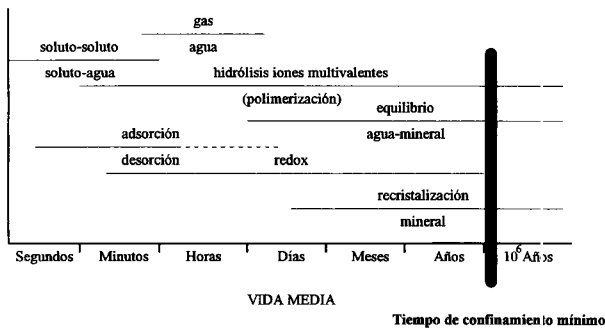 gas
soluto-soluto agua
soluto-agua hidrólisis iones multivalentes
(polimerización)
equilibrio
adsorción agua-mineral
desorción redox
recristalización
mineral
Segundos Minutos Horas Días Meses Años 10⁶ Años
VIDA MEDIA
Tiempo de confinamiento mínimo